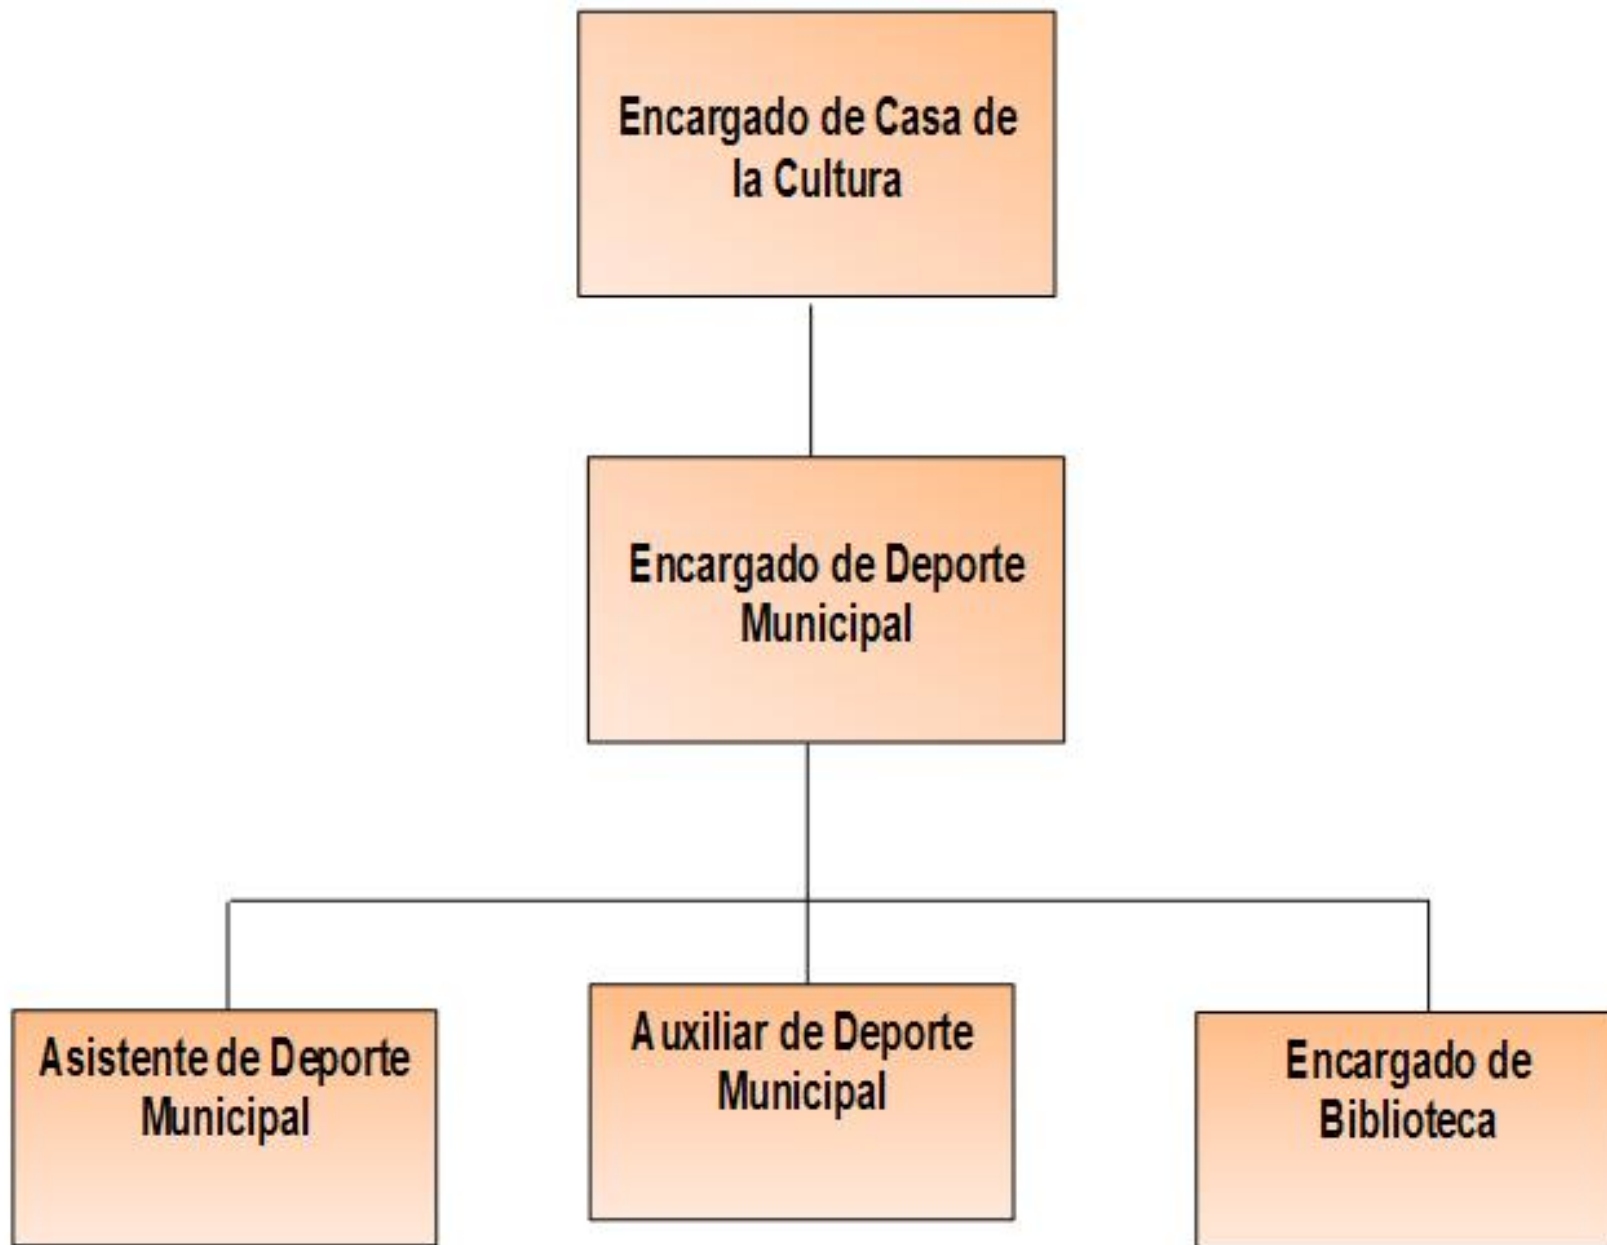 Encargado de Casa de
la Cultura
Encargado de Deporte
Municipal
Asistente de Deporte
Municipal
Auxiliar de Deporte
Municipal
Encargado de
Biblioteca